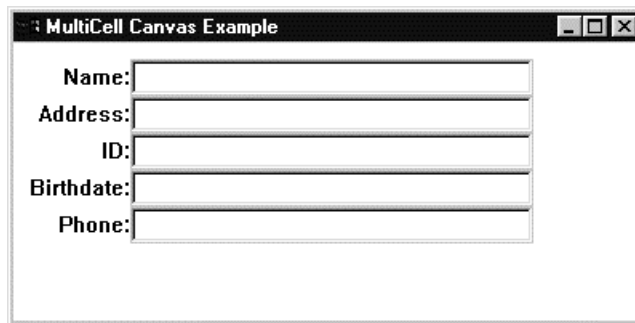 MultiCell Canvas Example
Name:
Address:
ID:
Birthdate:
Phone: